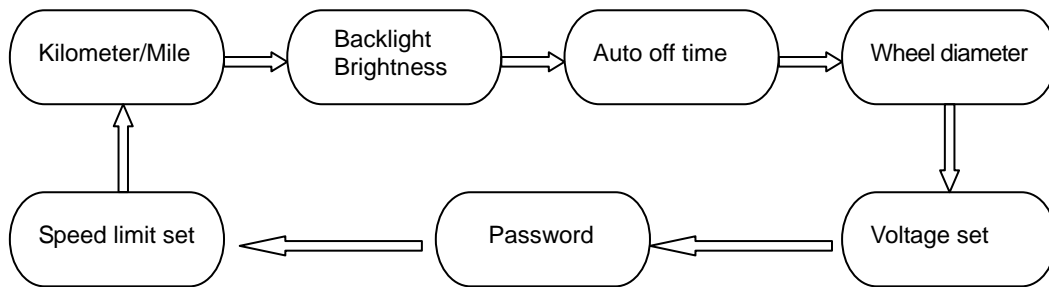 Kilometer/Mile
Backlight
Brightness
Auto off time
Wheel diameter
Speed limit set
Password
Voltage set